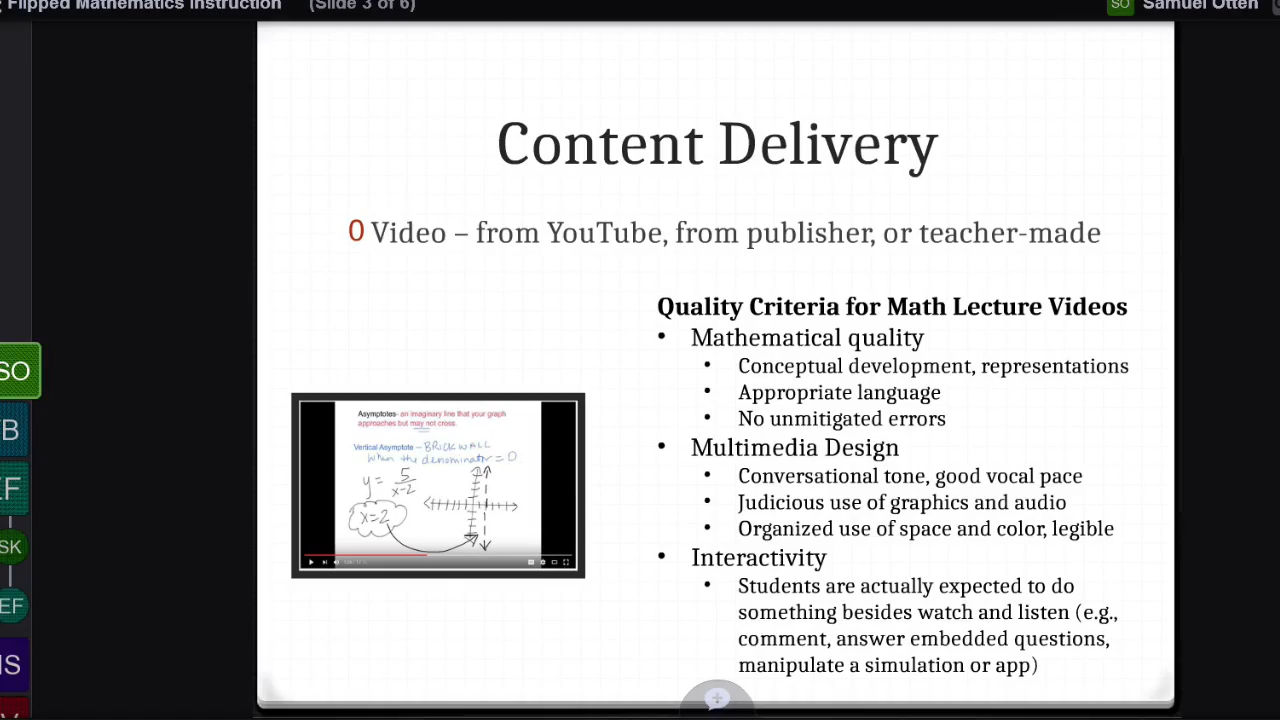 Flipped Mathematics Instruction (Slide 3 of 6)
SO Samuel Otten
Content Delivery
0 Video – from YouTube, from publisher, or teacher-made
Quality Criteria for Math Lecture Videos
• Mathematical quality
• Conceptual development, representations
• Appropriate language
• No unmitigated errors
• Multimedia Design
• Conversational tone, good vocal pace
• Judicious use of graphics and audio
• Organized use of space and color, legible
• Interactivity
• Students are actually expected to do
something besides watch and listen (e.g.,
comment, answer embedded questions,
manipulate a simulation or app)
Asymptotes- an imaginary line that your graph
approaches but may not cross.
Vertical Asymptote - BRICK WALL
When the denominator = 0
y = 5
x-2
x=2
SO
B
EF
SK
EF
S